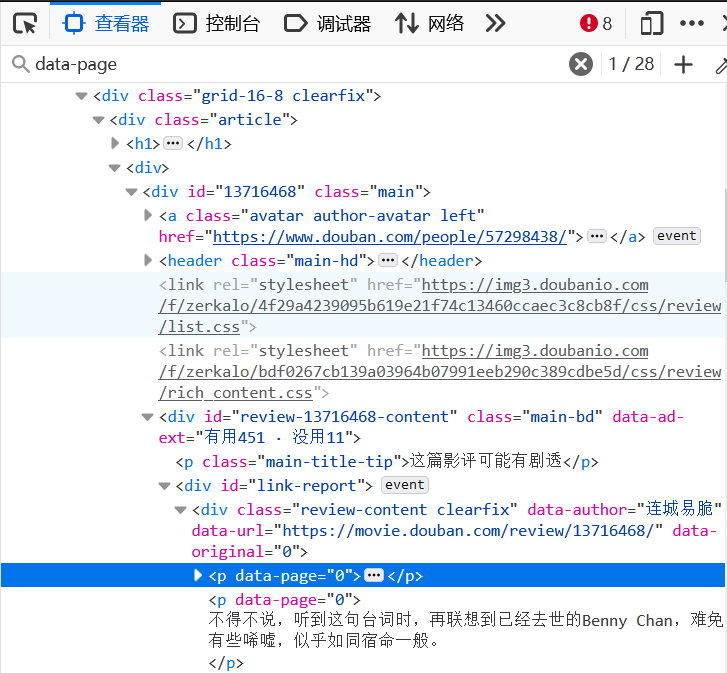 查看器 控制台 调试器 网络 8
data-page 1 / 28
<div class="grid-16-8 clearfix">
<div class="article">
<h1> ••• </h1>
<div>
<div id="13716468" class="main">
<a class="avatar author-avatar left"
href="https://www.douban.com/people/57298438/"> ••• </a> event
<header class="main-hd"> ••• </header>
<link rel="stylesheet" href="https://img3.doubanio.com
/f/zerkalo/4f29a4239095b619e21f74c13460ccaec3c8cb8f/css/review
/list.css">
<link rel="stylesheet" href="https://img3.doubanio.com
/f/zerkalo/bdf0267cb139a03964b07991eeb290c389cdbe5d/css/review
/rich_content.css">
<div id="review-13716468-content" class="main-bd" data-ad-
ext="有用451 · 没用11">
<p class="main-title-tip">这篇影评可能有剧透</p>
<div id="link-report"> event
<div class="review-content clearfix" data-author="连城易脆"
data-url="https://movie.douban.com/review/13716468/" data-
original="0">
<p data-page="0"> ••• </p>
<p data-page="0">
不得不说，听到这句台词时，再联想到已经去世的Benny Chan，难免
有些唏嘘，似乎如同宿命一般。
</p>